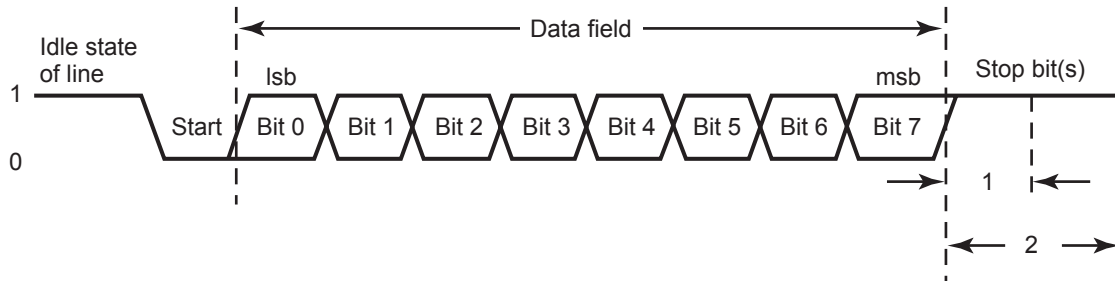 Data field
Idle state
of line
lsb
msb
Stop bit(s)
1
Start
Bit 0
Bit 1
Bit 2
Bit 3
Bit 4
Bit 5
Bit 6
Bit 7
0
1
2